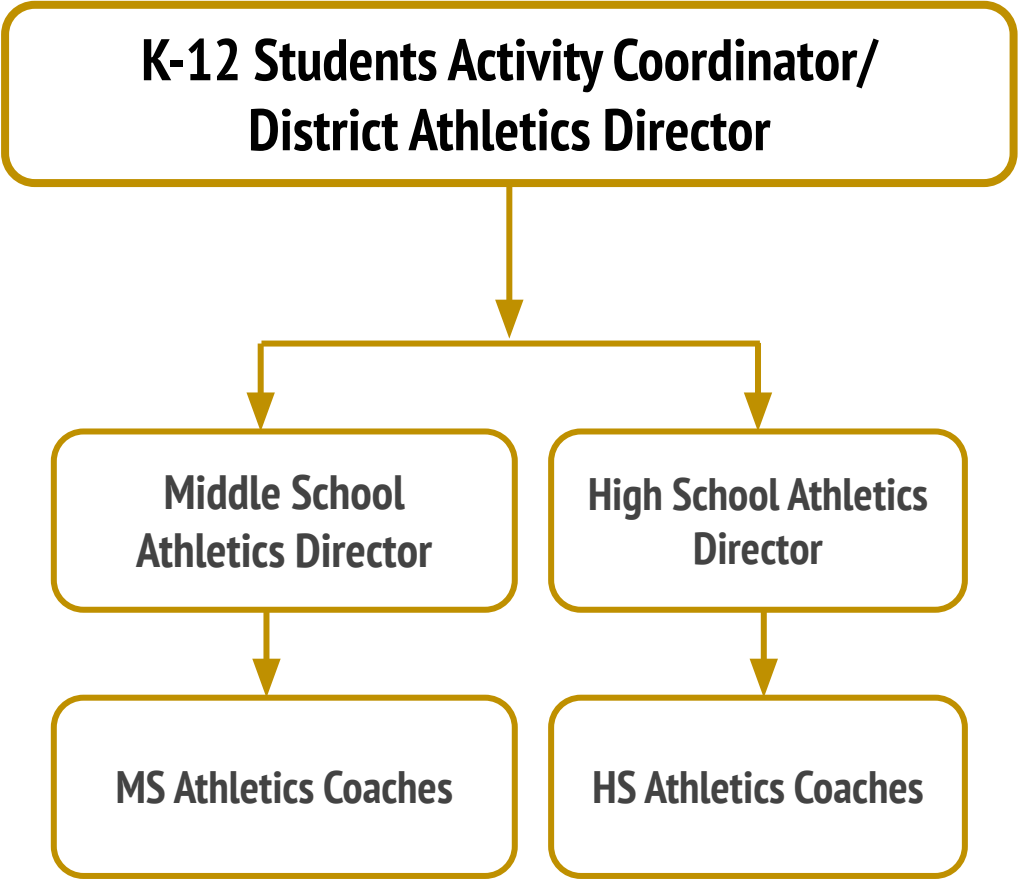 K-12 Students Activity Coordinator/
District Athletics Director
Middle School
Athletics Director
High School Athletics
Director
MS Athletics Coaches
HS Athletics Coaches